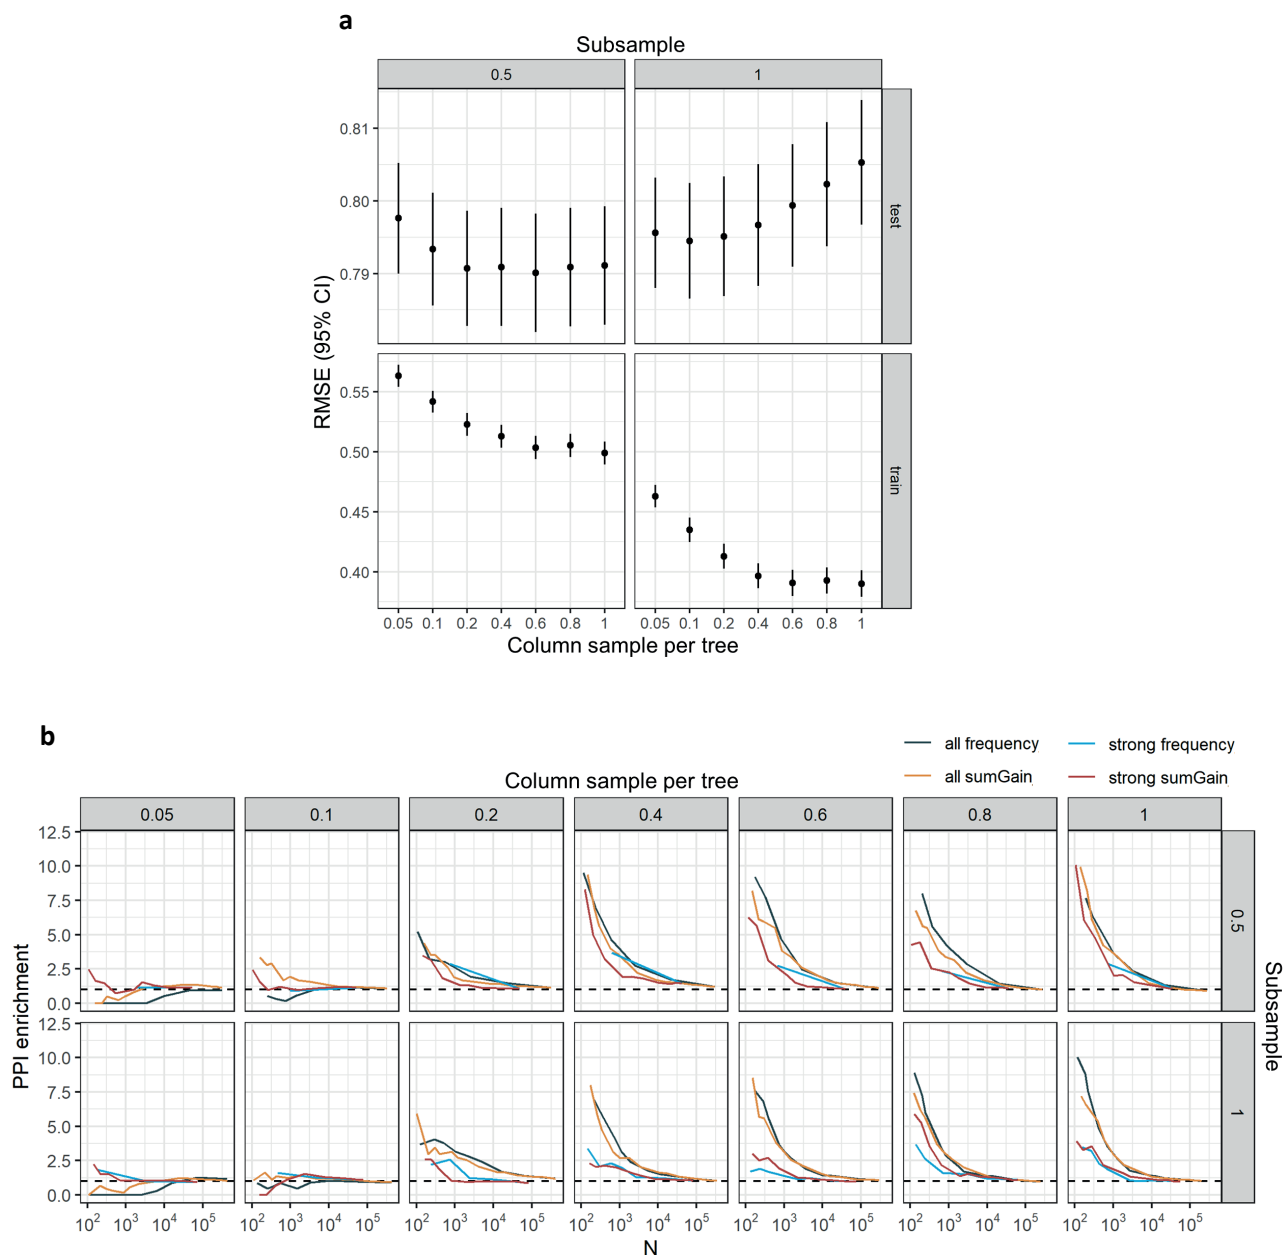 a
Subsample
0.5
1
0.81
0.80
0.79
test
RMSE (95% CI)
0.55
0.50
0.45
0.40
train
0.05 0.1 0.2 0.4 0.6 0.8 1
0.05 0.1 0.2 0.4 0.6 0.8 1
Column sample per tree
b
all frequency
strong frequency
all sumGain
strong sumGain
Column sample per tree
0.05
0.1
0.2
0.4
0.6
0.8
1
12.5
10.0
7.5
5.0
2.5
0.0
0.5
PPI enrichment
Subsample
12.5
10.0
7.5
5.0
2.5
0.0
1
10² 10³ 10⁴ 10⁵
10² 10³ 10⁴ 10⁵
10² 10³ 10⁴ 10⁵
10² 10³ 10⁴ 10⁵
10² 10³ 10⁴ 10⁵
10² 10³ 10⁴ 10⁵
10² 10³ 10⁴ 10⁵
N